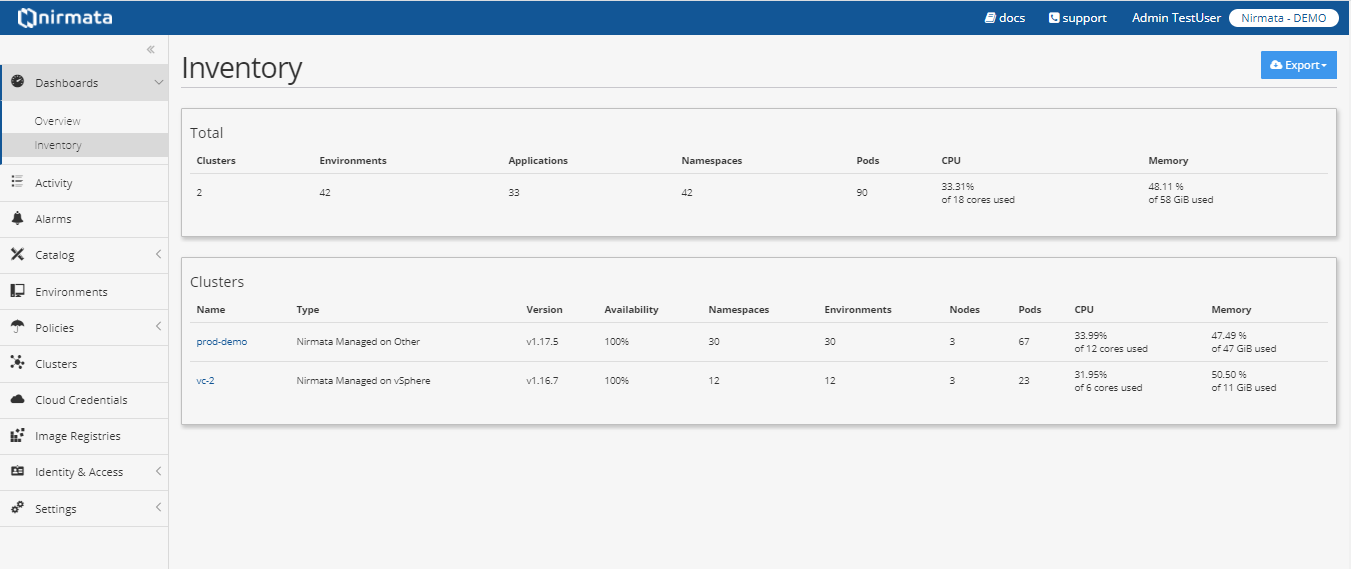 nirmata
docs support Admin TestUser Nirmata - DEMO
Dashboards
Overview
Inventory
Activity
Alarms
Catalog
Environments
Policies
Clusters
Cloud Credentials
Image Registries
Identity & Access
Settings
Inventory
Export
Total
Clusters Environments Applications Namespaces Pods CPU Memory
2 42 33 42 90 33.31% 48.11 %
of 18 cores used of 58 GiB used
Clusters
Name Type Version Availability Namespaces Environments Nodes Pods CPU Memory
prod-demo Nirmata Managed on Other v1.17.5 100% 30 30 3 67 33.99% 47.49 %
of 12 cores used of 47 GiB used
vc-2 Nirmata Managed on vSphere v1.16.7 100% 12 12 3 23 31.95% 50.50 %
of 6 cores used of 11 GiB used